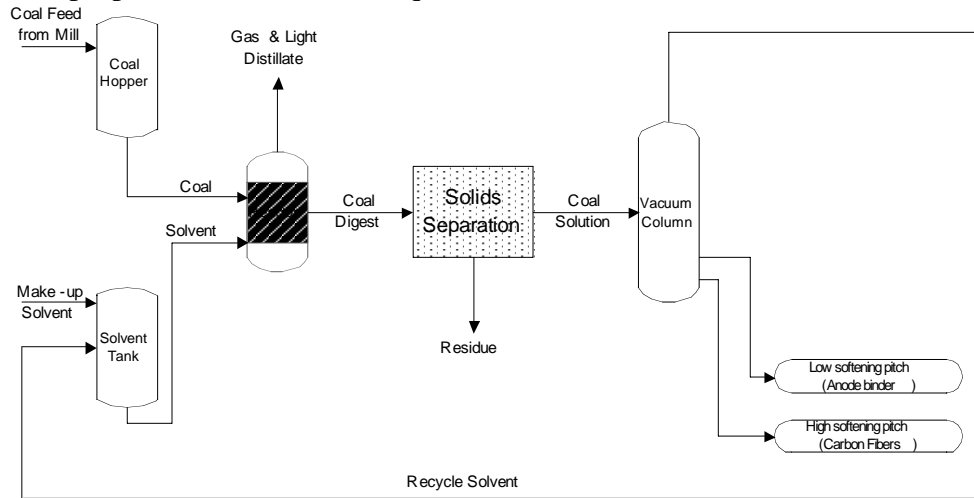 Coal Feed
from Mill
Coal
Hopper
Gas & Light
Distillate
Coal
Solvent
Coal
Digest
Solids
Separation
Coal
Solution
Vacuum
Column
Make -up
Solvent
Solvent
Tank
Residue
Low softening pitch
(Anode binder )
High softening pitch
(Carbon Fibers )
Recycle Solvent